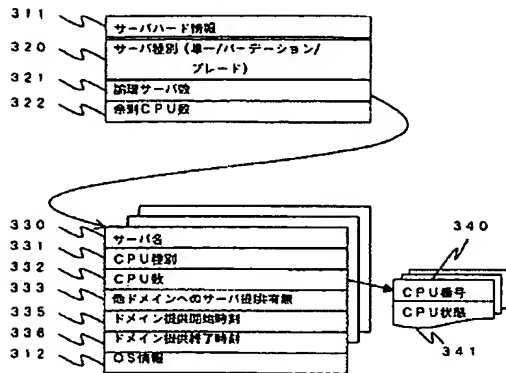 311 サーバハード情報
320 サーバ種別(単一/パーテーション/
ブレード)
321 論理サーバ数
322 余剰CPU数
330 サーバ名
331 CPU種別
332 CPU数
333 他ドメインへのサーバ提供有無
335 ドメイン提供開始時刻
336 ドメイン提供終了時刻
312 OS情報
340
CPU番号
CPU状態
341